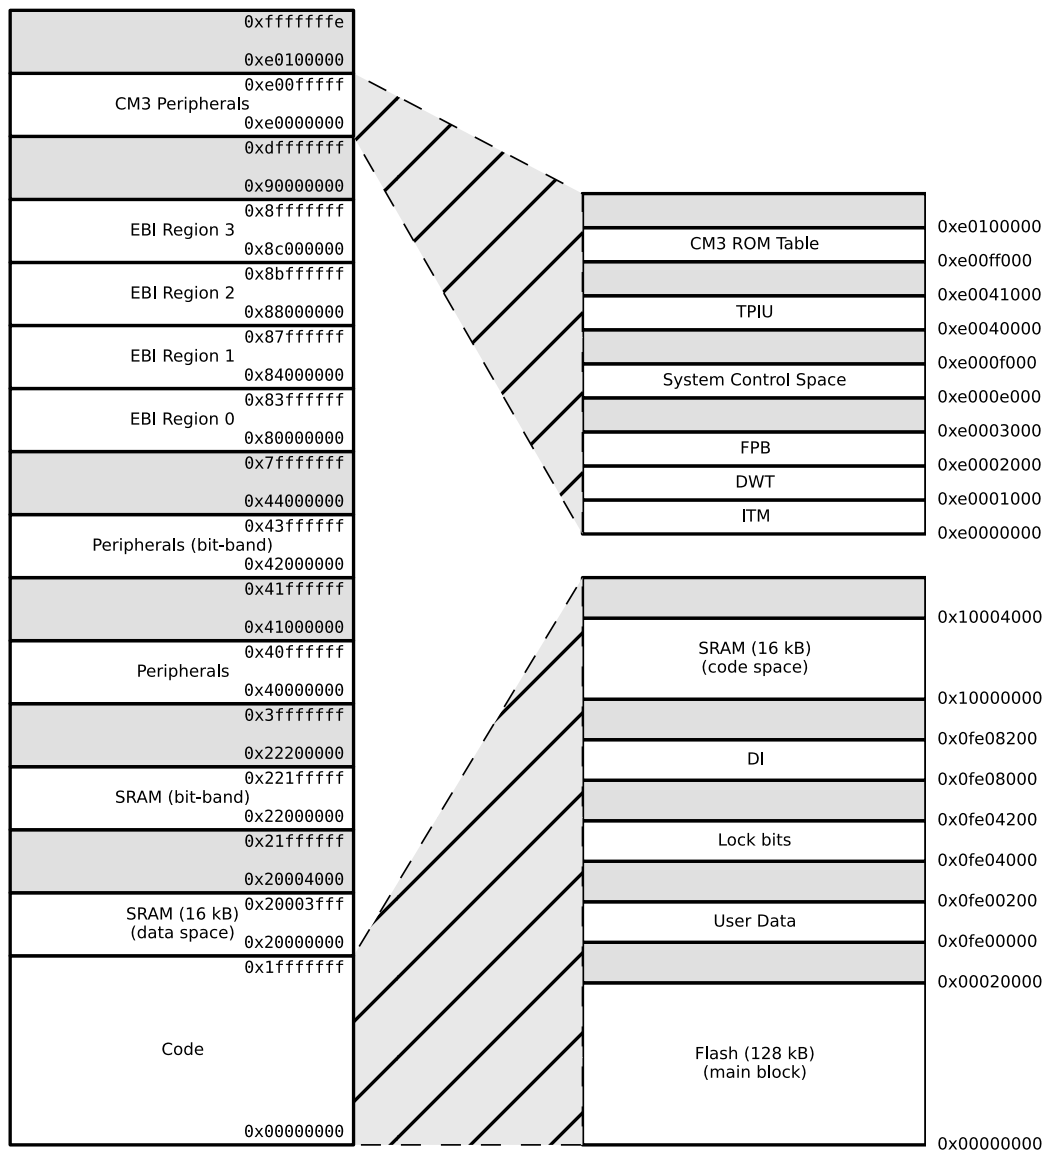 0xfffffffe
0xe0100000
0xe00fffff
CM3 Peripherals
0xe0000000
0xdfffffff
0x90000000
0x8fffffff
EBI Region 3
0x8c000000
0x8bffffff
EBI Region 2
0x88000000
0x87ffffff
EBI Region 1
0x84000000
0x83ffffff
EBI Region 0
0x80000000
0x7fffffff
0x44000000
0x43ffffff
Peripherals (bit-band)
0x42000000
0x41ffffff
0x41000000
0x40ffffff
Peripherals
0x40000000
0x3fffffff
0x22200000
0x221fffff
SRAM (bit-band)
0x22000000
0x21ffffff
0x20004000
0x20003fff
SRAM (16 kB)
(data space)
0x20000000
0x1fffffff
Code
0x00000000
0xe0100000
CM3 ROM Table
0xe00ff000
0xe0041000
TPIU
0xe0040000
0xe000f000
System Control Space
0xe000e000
0xe0003000
FPB
0xe0002000
DWT
0xe0001000
ITM
0xe0000000
0x10004000
SRAM (16 kB)
(code space)
0x10000000
0x0fe08200
DI
0x0fe08000
0x0fe04200
Lock bits
0x0fe04000
0x0fe00200
User Data
0x0fe00000
0x00020000
Flash (128 kB)
(main block)
0x00000000